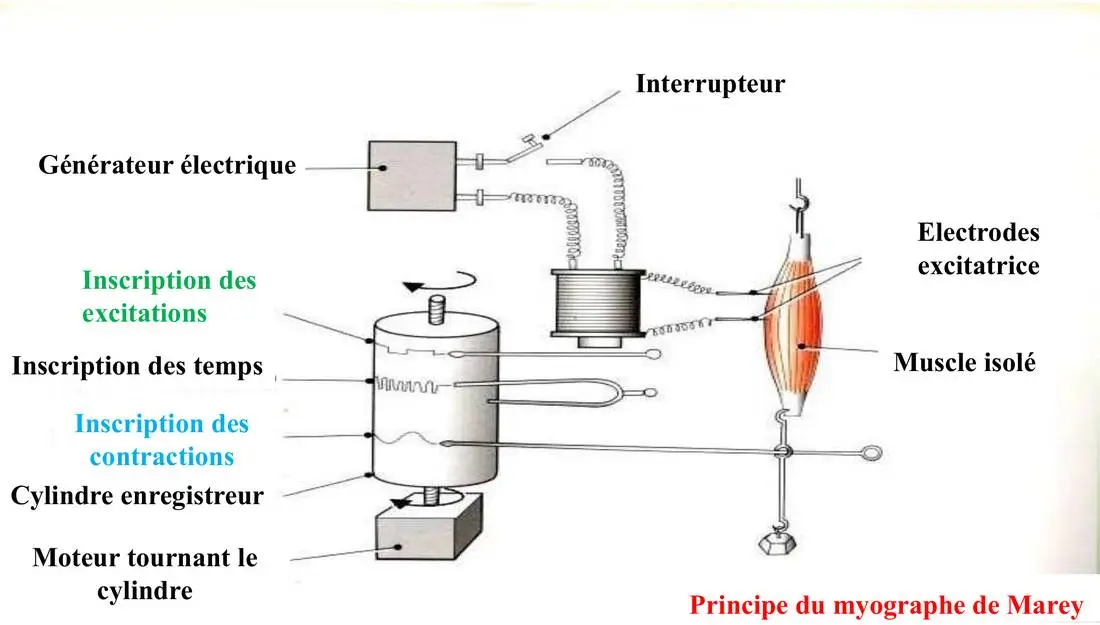 Interrupteur
Générateur électrique
Electrodes
excitatrice
Inscription des
excitations
Inscription des temps
Muscle isolé
Inscription des
contractions
Cylindre enregistreur
Moteur tournant le
cylindre
Principe du myographe de Marey